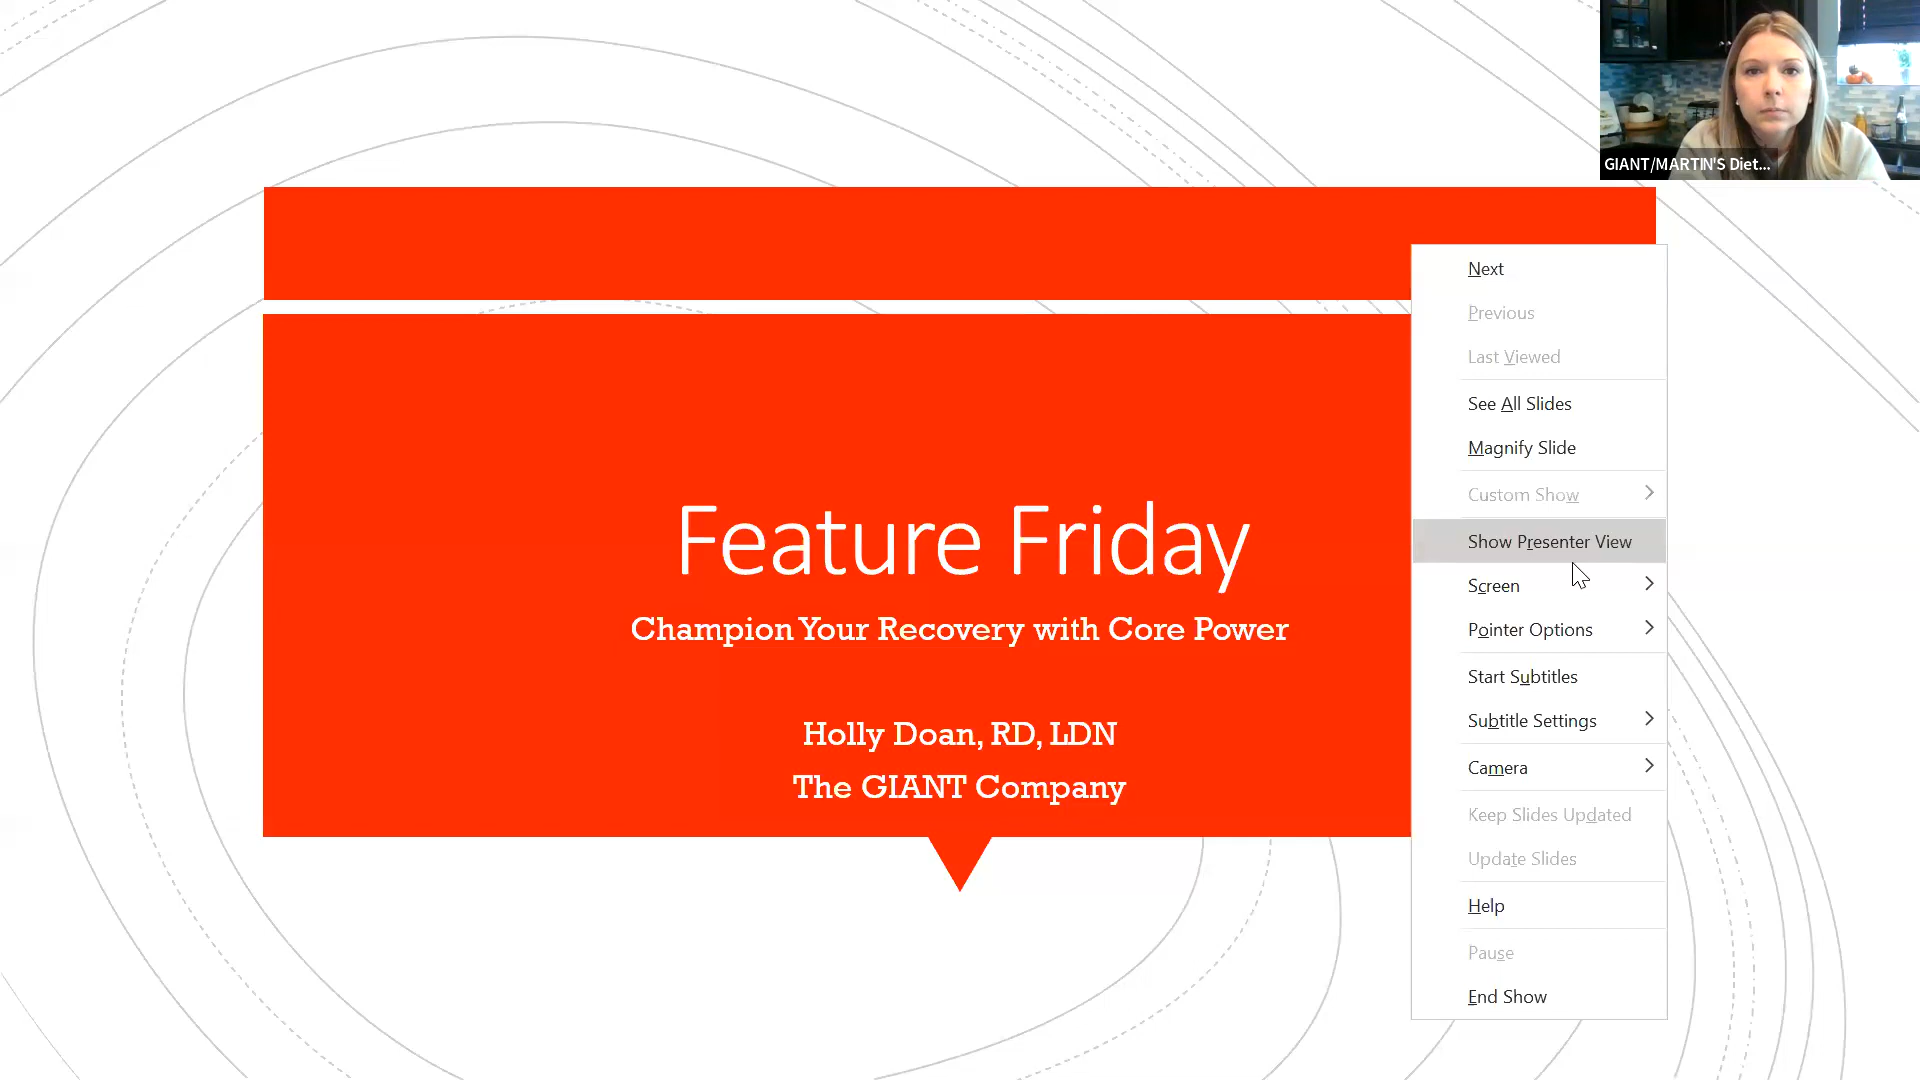 GIANT/MARTIN'S Diet...
Feature Friday
Champion Your Recovery with Core Power
Holly Doan, RD, LDN
The GIANT Company
Next
Previous
Last Viewed
See All Slides
Magnify Slide
Custom Show
Show Presenter View
Screen
Pointer Options
Start Subtitles
Subtitle Settings
Camera
Keep Slides Updated
Update Slides
Help
Pause
End Show